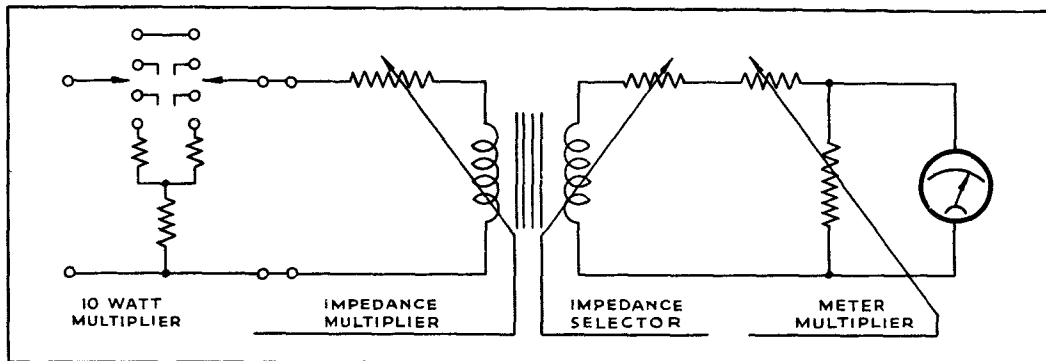 10 WATT
MULTIPLIER
IMPEDANCE
MULTIPLIER
IMPEDANCE
SELECTOR
METER
MULTIPLIER